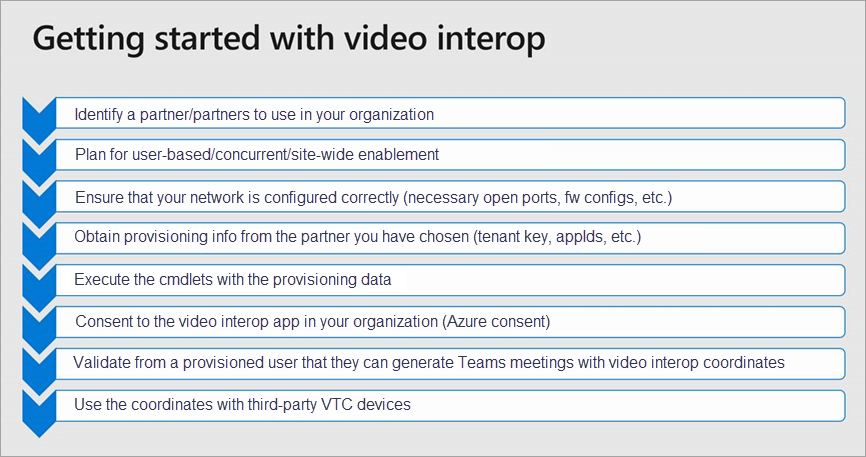 Getting started with video interop
Identify a partner/partners to use in your organization
Plan for user-based/concurrent/site-wide enablement
Ensure that your network is configured correctly (necessary open ports, fw configs, etc.)
Obtain provisioning info from the partner you have chosen (tenant key, appIds, etc.)
Execute the cmdlets with the provisioning data
Consent to the video interop app in your organization (Azure consent)
Validate from a provisioned user that they can generate Teams meetings with video interop coordinates
Use the coordinates with third-party VTC devices